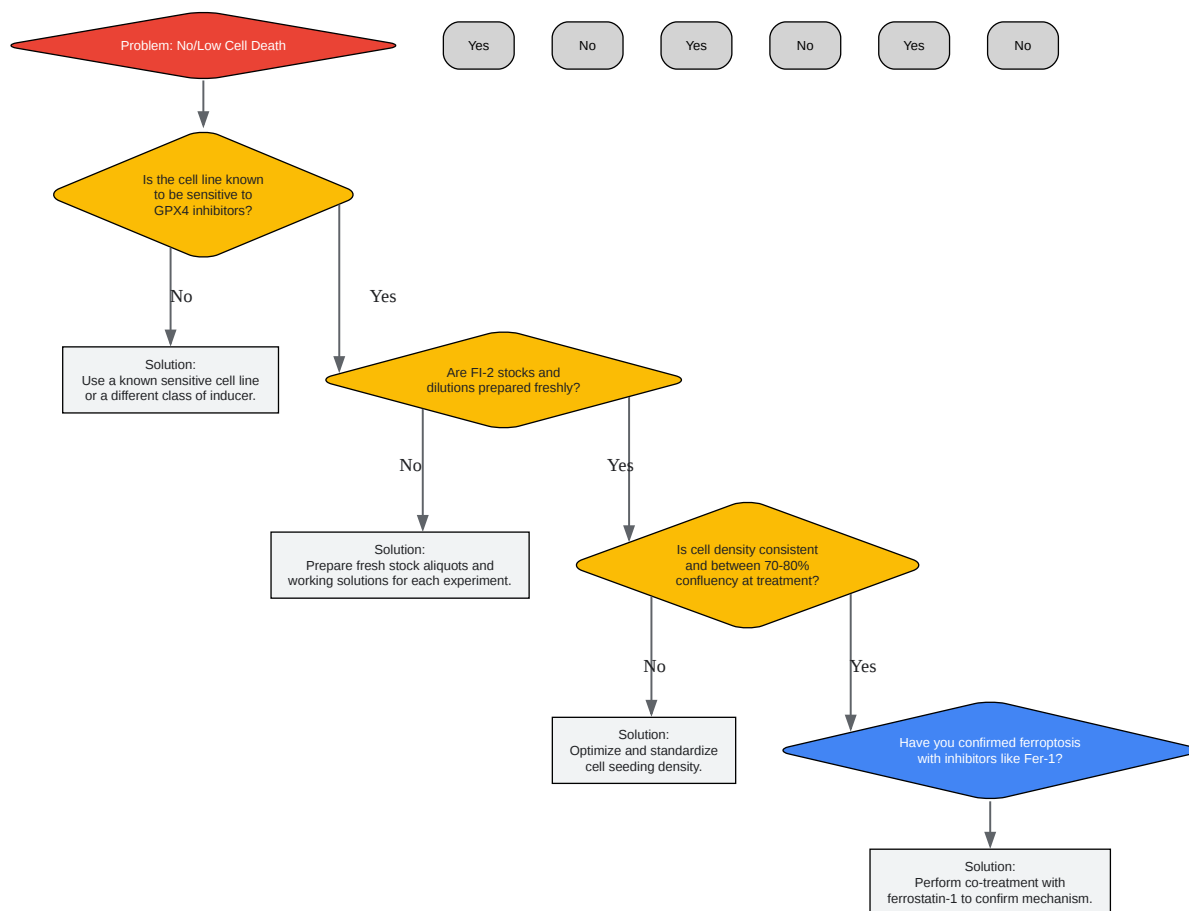 Problem: No/Low Cell Death
Yes
No
Yes
No
Yes
No
Is the cell line known
to be sensitive to
GPX4 inhibitors?
No
Yes
Solution:
Use a known sensitive cell line
or a different class of inducer.
Are FI-2 stocks and
dilutions prepared freshly?
No
Yes
Solution:
Prepare fresh stock aliquots and
working solutions for each experiment.
Is cell density consistent
and between 70-80%
confluency at treatment?
No
Yes
Solution:
Optimize and standardize
cell seeding density.
Have you confirmed ferroptosis
with inhibitors like Fer-1?
Solution:
Perform co-treatment with
ferrostatin-1 to confirm mechanism.